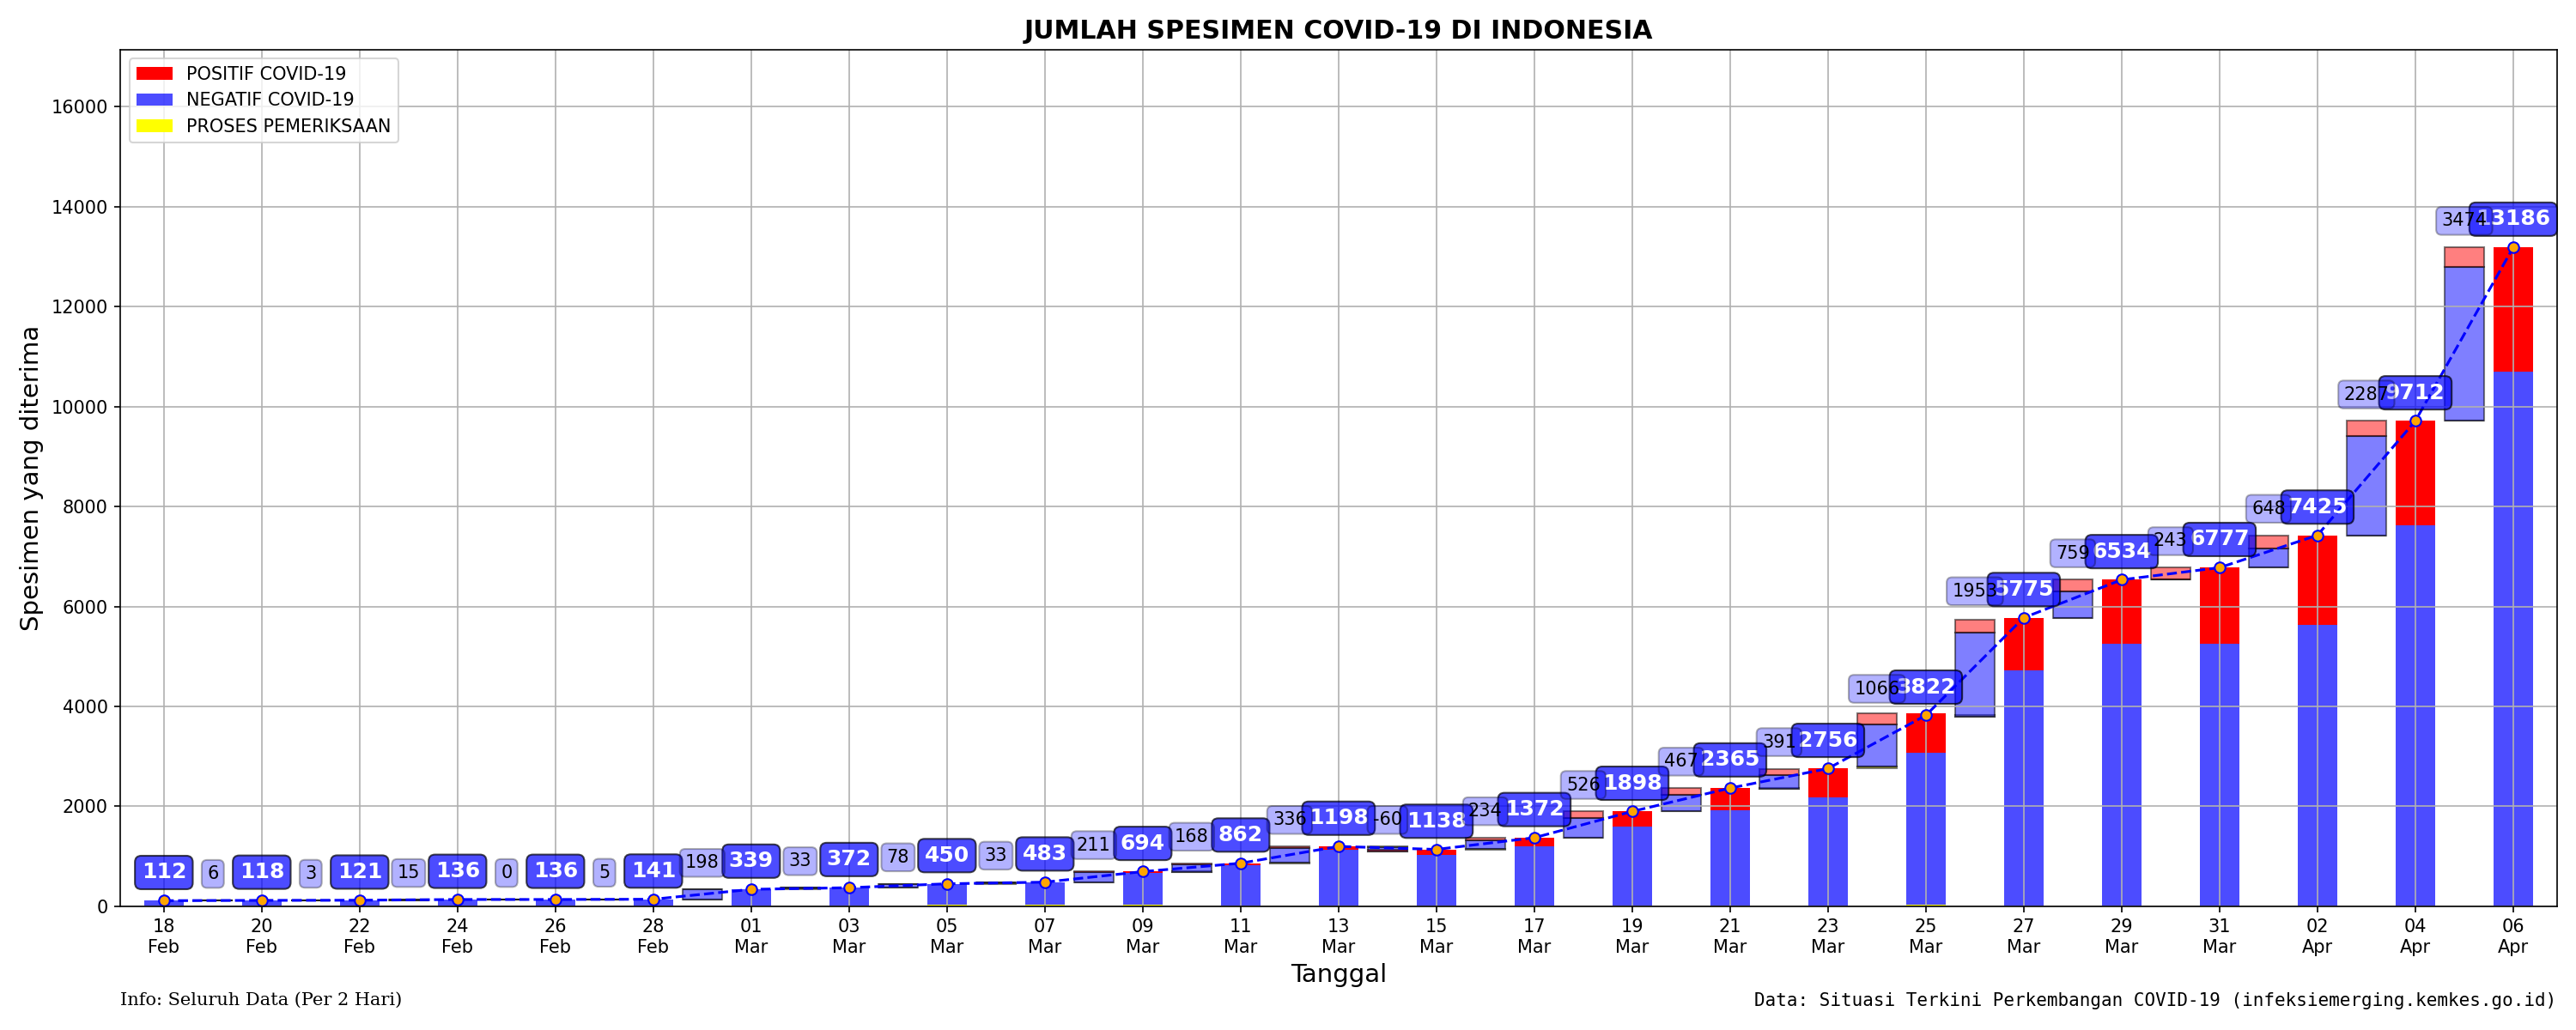 JUMLAH SPESIMEN COVID-19 DI INDONESIA
POSITIF COVID-19
NEGATIF COVID-19
PROSES PEMERIKSAAN
Spesimen yang diterima
16000
14000
12000
10000
8000
6000
4000
2000
0
112 6 118 3 121 15 136 0 136 5 141 198 339 33 372 78 450 33 483 211 694 168 862 336 1198 -60 1138 234 1372 526 1898 467 2365 391 2756 1066 3822 1953 5775 759 6534 243 6777 648 7425 2287 9712 3474 13186
18 20 22 24 26 28 01 03 05 07 09 11 13 15 17 19 21 23 25 27 29 31 02 04 06
Feb Feb Feb Feb Feb Feb Mar Mar Mar Mar Mar Mar Mar Mar Mar Mar Mar Mar Mar Mar Mar Mar Apr Apr Apr
Tanggal
Info: Seluruh Data (Per 2 Hari)
Data: Situasi Terkini Perkembangan COVID-19 (infeksiemerging.kemkes.go.id)